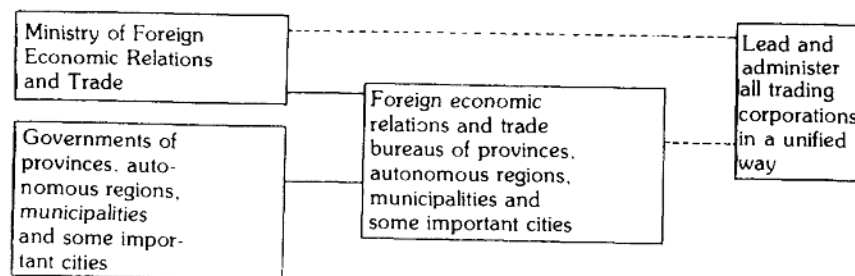 Ministry of Foreign
Economic Relations
and Trade
Governments of
provinces, auto-
nomous regions,
municipalities
and some impor-
tant cities
Foreign economic
relations and trade
bureaus of provinces,
autonomous regions,
municipalities and
some important cities
Lead and
administer
all trading
corporations
in a unified
way